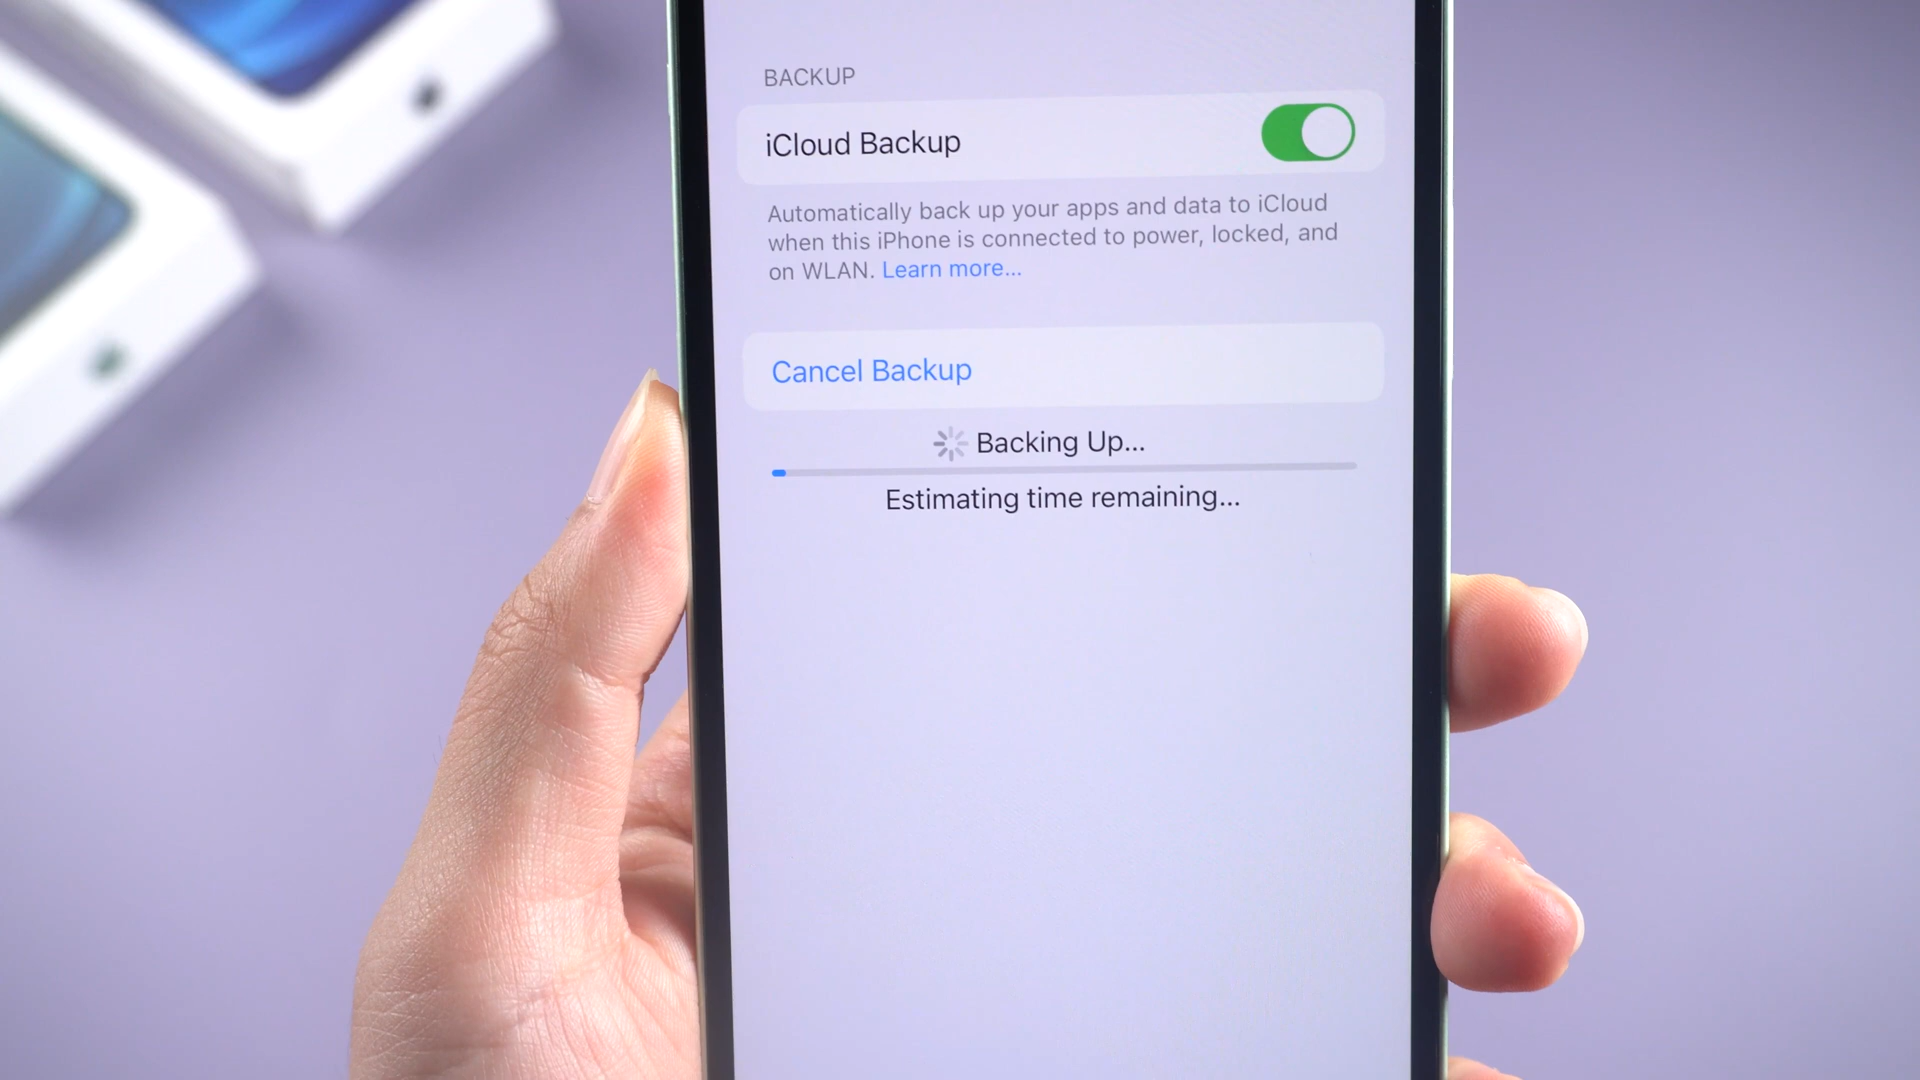 BACKUP
iCloud Backup
Automatically back up your apps and data to iCloud
when this iPhone is connected to power, locked, and
on WLAN. Learn more...
Cancel Backup
Backing Up...
Estimating time remaining...